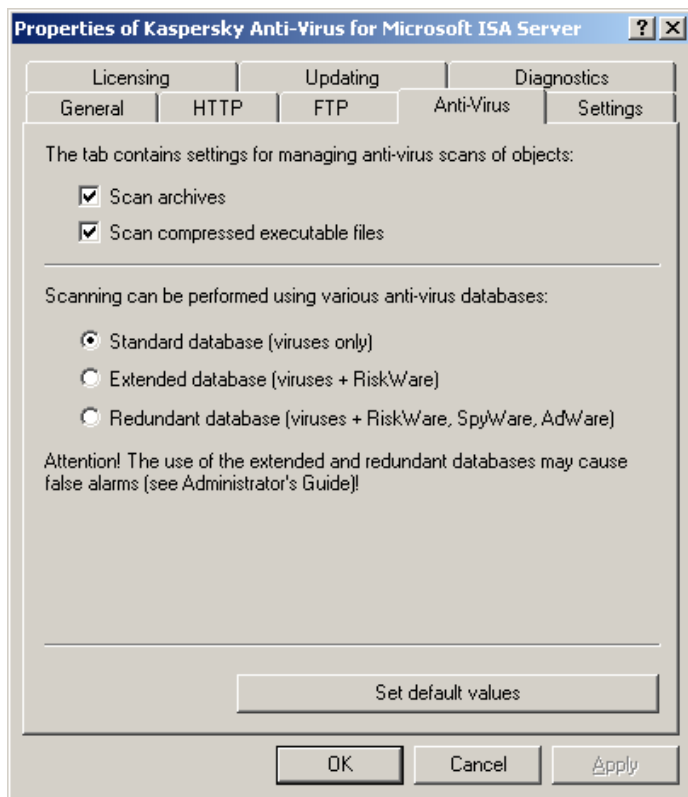 Properties of Kaspersky Anti-Virus for Microsoft ISA Server
Licensing Updating Diagnostics
General HTTP FTP Anti-Virus Settings
The tab contains settings for managing anti-virus scans of objects:
Scan archives
Scan compressed executable files
Scanning can be performed using various anti-virus databases:
Standard database (viruses only)
Extended database (viruses + RiskWare)
Redundant database (viruses + RiskWare, SpyWare, AdWare)
Attention! The use of the extended and redundant databases may cause
false alarms (see Administrator's Guide)!
Set default values
OK Cancel Apply